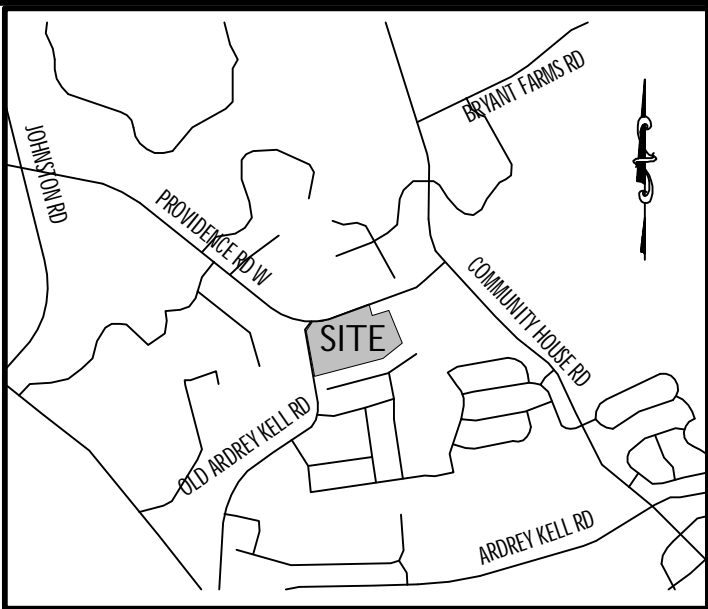 BRYANT FARMS RD
JOHNSTON RD
PROVIDENCE RD W
COMMUNITY HOUSE RD
SITE
OLD ARDREY KELL RD
ARDREY KELL RD